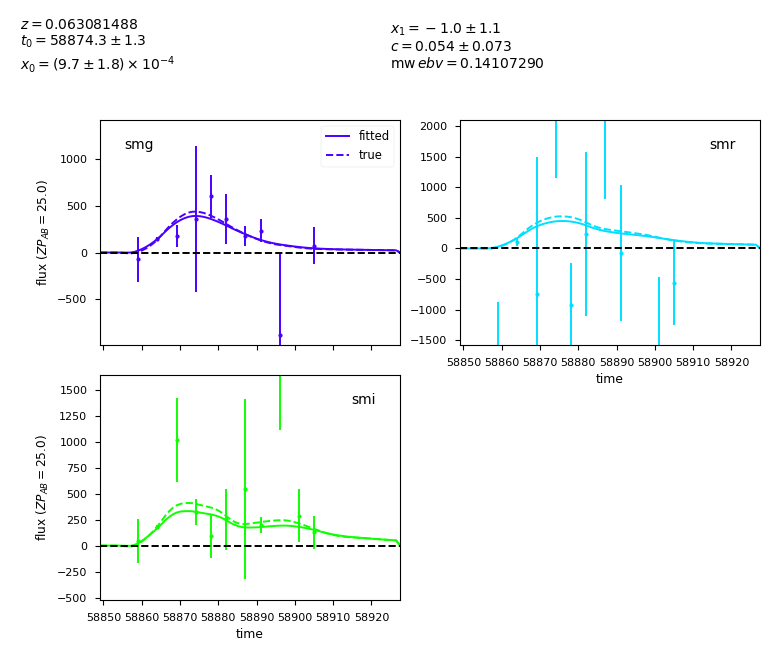 z = 0.063081488
t₀ = 58874.3 ± 1.3
x₀ = (9.7 ± 1.8) × 10⁻⁴
x₁ = −1.0 ± 1.1
c = 0.054 ± 0.073
mw ebv = 0.14107290
smg
fitted
true
1000
500
0
−500
flux (ZP_AB = 25.0)
smr
2000
1500
1000
500
0
−500
−1000
−1500
58850 58860 58870 58880 58890 58900 58910 58920
time
smi
1500
1250
1000
750
500
250
0
−250
−500
flux (ZP_AB = 25.0)
58850 58860 58870 58880 58890 58900 58910 58920
time